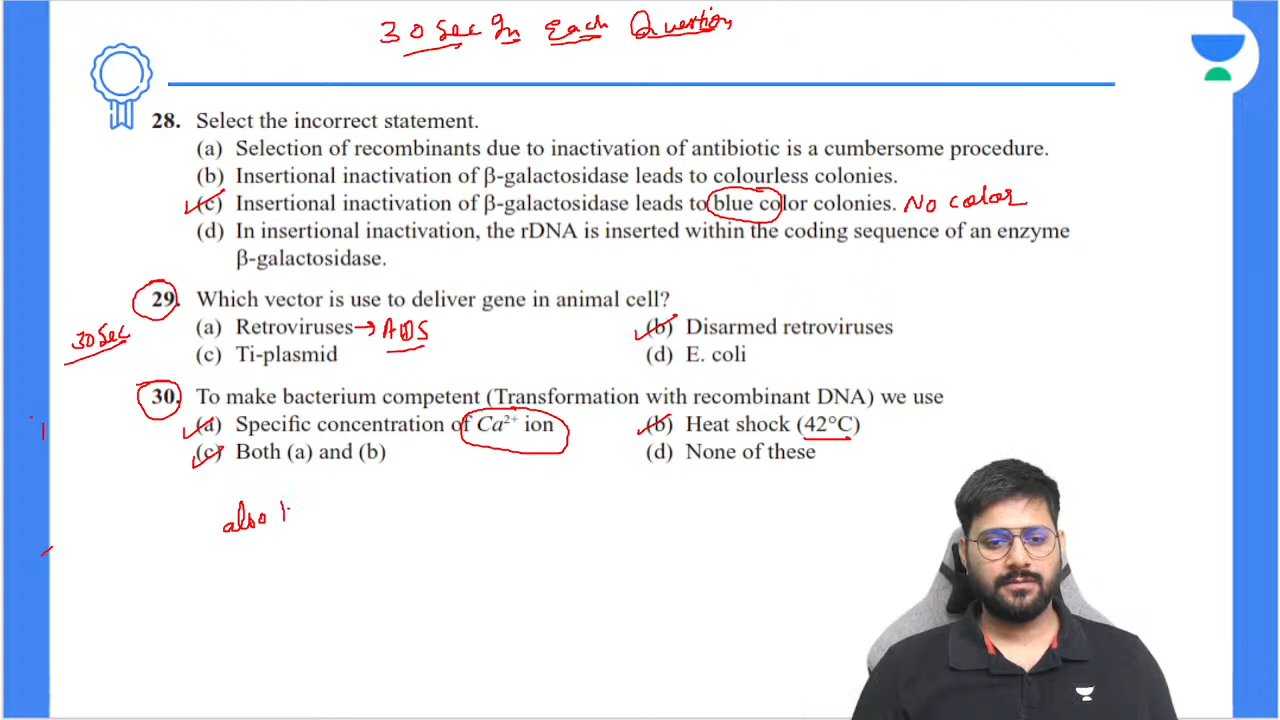 30 Sec In Each Question
28. Select the incorrect statement.
(a) Selection of recombinants due to inactivation of antibiotic is a cumbersome procedure.
(b) Insertional inactivation of β-galactosidase leads to colourless colonies.
(c) Insertional inactivation of β-galactosidase leads to blue color colonies. No color
(d) In insertional inactivation, the rDNA is inserted within the coding sequence of an enzyme
β-galactosidase.
29. Which vector is use to deliver gene in animal cell?
(a) Retroviruses → AIDS (b) Disarmed retroviruses
30 Sec
(c) Ti-plasmid (d) E. coli
30. To make bacterium competent (Transformation with recombinant DNA) we use
(a) Specific concentration of Ca²⁺ ion (b) Heat shock (42°C)
(c) Both (a) and (b) (d) None of these
also